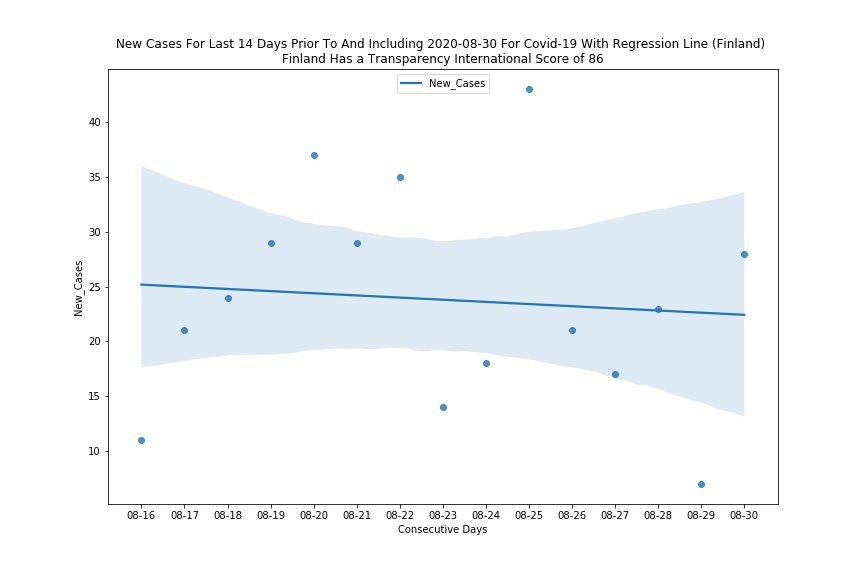 New Cases For Last 14 Days Prior To And Including 2020-08-30 For Covid-19 With Regression Line (Finland)
Finland Has a Transparency International Score of 86
New_Cases
New_Cases
40
35
30
25
20
15
10
08-16 08-17 08-18 08-19 08-20 08-21 08-22 08-23 08-24 08-25 08-26 08-27 08-28 08-29 08-30
Consecutive Days